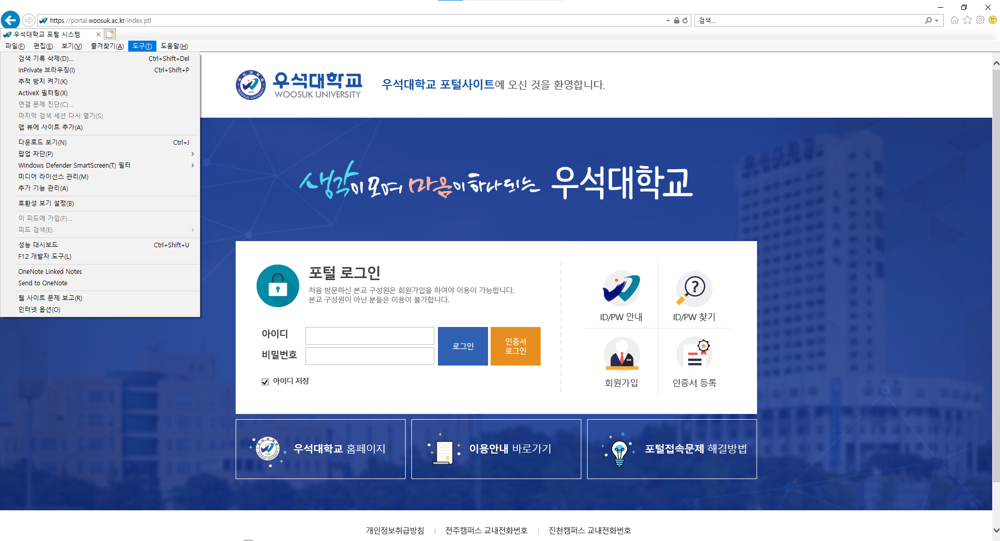 https://portal.woosuk.ac.kr/index.ptl
검색...
우석대학교 포털 시스템
파일(F) 편집(E) 보기(V) 즐겨찾기(A) 도구(T) 도움말(H)
검색 기록 삭제(D)... Ctrl+Shift+Del
InPrivate 브라우징(I) Ctrl+Shift+P
추적 방지 켜기(K)
ActiveX 필터링(X)
연결 문제 진단(C)...
마지막 검색 세션 다시 열기(S)
앱 뷰에 사이트 추가(A)
다운로드 보기(N) Ctrl+J
팝업 차단(P)
Windows Defender SmartScreen(T) 필터
미디어 라이선스 관리(M)
추가 기능 관리(A)
호환성 보기 설정(B)
이 피드에 가입(F)...
피드 검색(E)
성능 대시보드 Ctrl+Shift+U
F12 개발자 도구(L)
OneNote Linked Notes
Send to OneNote
웹 사이트 문제 보고(R)
인터넷 옵션(O)
우석대학교
WOOSUK UNIVERSITY
우석대학교
WOOSUK UNIVERSITY
1979
우석대학교 포털사이트에 오신 것을 환영합니다.
생각이모여 마음이하나되는 우석대학교
포털 로그인
처음 방문하신 본교 구성원은 회원가입을 하여야 이용이 가능합니다.
본교 구성원이 아닌 분들은 이용이 불가합니다.
아이디
비밀번호
로그인
인증서
로그인
아이디 저장
ID/PW 안내
ID/PW 찾기
회원가입
인증서 등록
우석대학교 홈페이지
이용안내 바로가기
포털접속문제 해결방법
개인정보취급방침 | 전주캠퍼스 교내전화번호 | 진천캠퍼스 교내전화번호